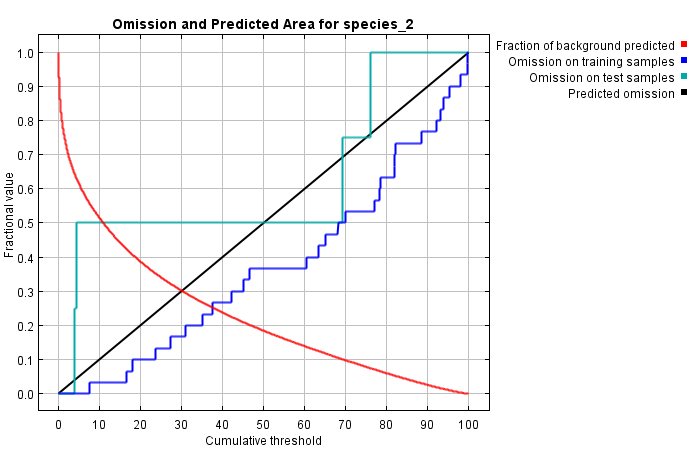 Omission and Predicted Area for species_2
Fraction of background predicted
Omission on training samples
Omission on test samples
Predicted omission
Fractional value
1.0
0.9
0.8
0.7
0.6
0.5
0.4
0.3
0.2
0.1
0.0
0 10 20 30 40 50 60 70 80 90 100
Cumulative threshold